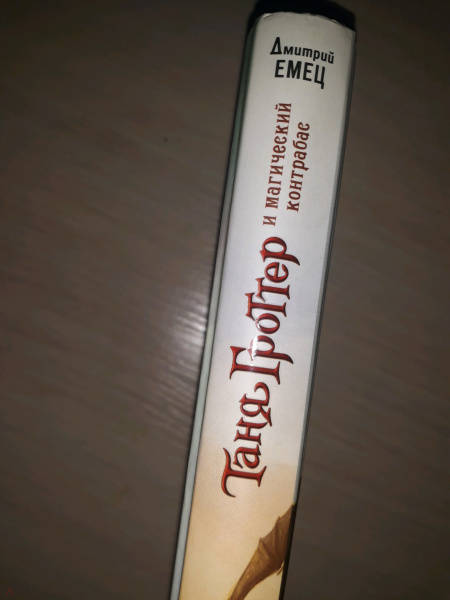 Дмитрий
ЕМЕЦ
Таня Гроттер
и магический
контрабас